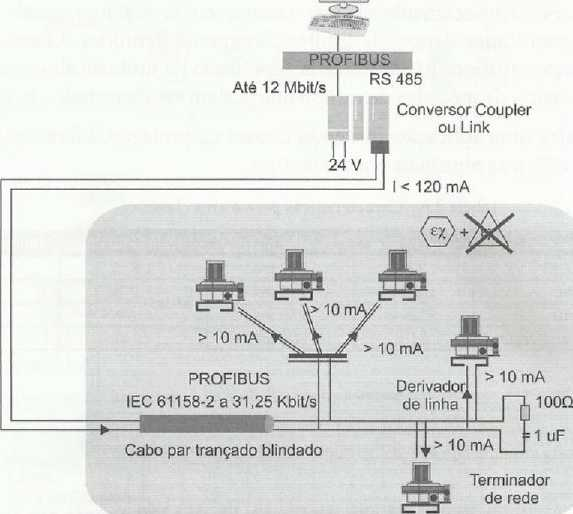 PROFIBUS
RS 485
Até 12 Mbit/s
Conversor Coupler
ou Link
24 V
I < 120 mA
εχ +
> 10 mA
> 10 mA
> 10 mA
> 10 mA
PROFIBUS
IEC 61158-2 a 31,25 Kbit/s
Derivador
de linha
100Ω
1 uF
> 10 mA
Cabo par trançado blindado
Terminador
de rede